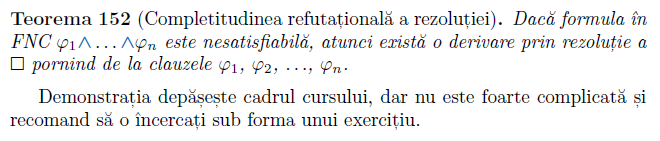 Teorema 152 (Completitudinea refutațională a rezoluției). Dacă formula în
FNC φ₁∧...∧φₙ este nesatisfiabilă, atunci există o derivare prin rezoluție a
□ pornind de la clauzele φ₁, φ₂, ..., φₙ.
Demonstrația depășește cadrul cursului, dar nu este foarte complicată și
recomand să o încercați sub forma unui exercițiu.